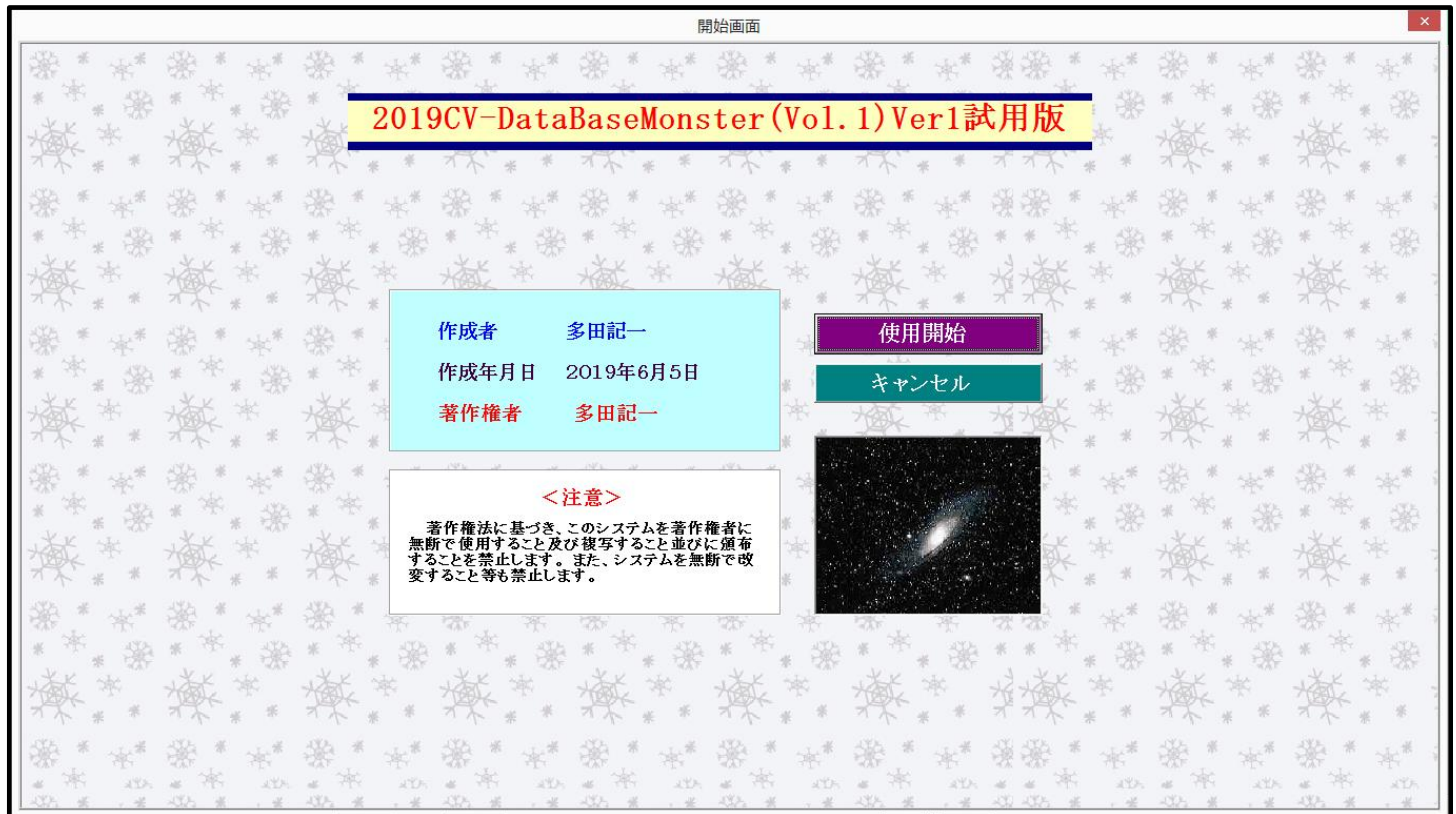 開始画面
2019CV-DataBaseMonster(Vol.1)Ver1試用版
作成者 多田記一
作成年月日 2019年6月5日
著作権者 多田記一
使用開始
キャンセル
<注意>
著作権法に基づき、このシステムを著作権者に
無断で使用すること及び複写すること並びに頒布
することを禁止します。また、システムを無断で改
変すること等も禁止します。